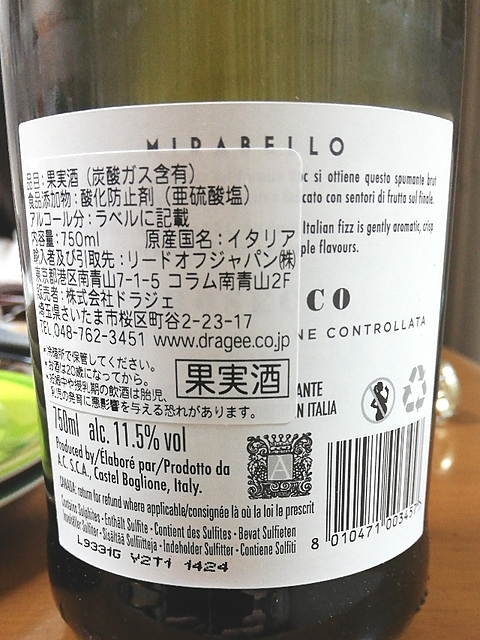 MIRABELLO
品目:果実酒(炭酸ガス含有)
食品添加物:酸化防止剤(亜硫酸塩)
アルコール分:ラベルに記載
内容量:750ml 原産国名:イタリア
輸入者及び引取先:リードオフジャパン㈱
東京都港区南青山7-1-5 コラム南青山2F
販売者:株式会社ドラジェ
埼玉県さいたま市桜区町谷2-23-17
TEL048-762-3451 www.dragee.co.jp
・冷暗所で保管してください。
・お酒は20歳になってから。
・妊娠中や授乳期の飲酒は胎児、
乳児の発育に悪影響を与える恐れがあります。
果実酒
oc si ottiene questo spumante brut
cato con sentori di frutta sul finale.
Italian fizz is gently aromatic, crisp
ple flavours.
CO
NE CONTROLLATA
ANTE
N ITALIA
750ml alc. 11.5% vol
Produced by/Élaboré par/Prodotto da
A.C. S.C.A., Castel Boglione, Italy.
CANADA: return for refund where applicable/consignée là où la loi le prescrit
Contains Sulphites - Enthält Sulfite - Contient des Sulfites - Bevat Sulfieten
Innehåller Sulfiter - Sisältää Sulfiitteja - Indeholder Sulfitter - Contiene Solfiti
L9331G Y211 1424
A
8 010471 003457